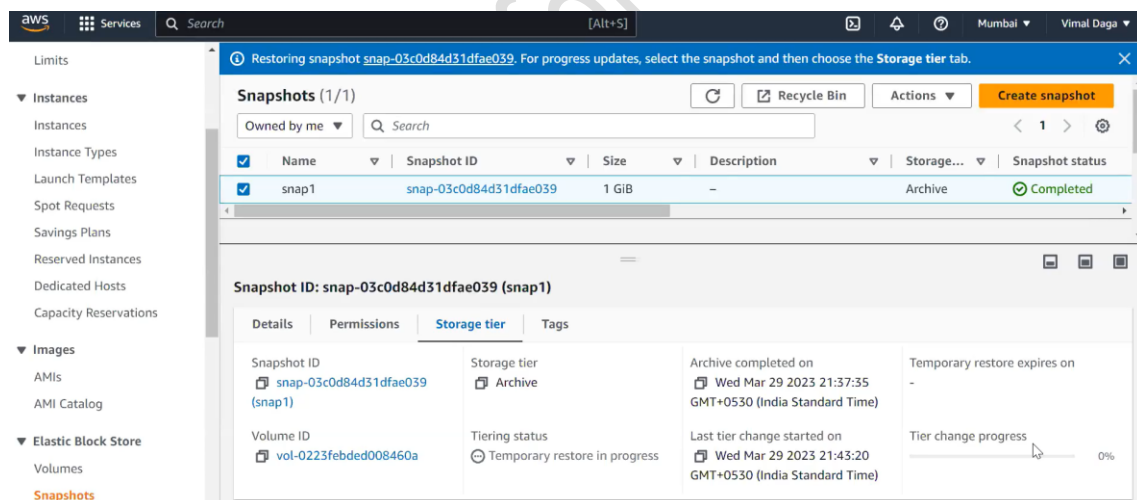 aws
Services
Search
[Alt+S]
Mumbai
Vimal Daga
Restoring snapshot snap-03c0d84d31dfae039. For progress updates, select the snapshot and then choose the Storage tier tab.
Limits
Instances
Instances
Instance Types
Launch Templates
Spot Requests
Savings Plans
Reserved Instances
Dedicated Hosts
Capacity Reservations
Images
AMIs
AMI Catalog
Elastic Block Store
Volumes
Snapshots
Snapshots (1/1)
Recycle Bin
Actions
Create snapshot
Owned by me
Search
1
Name Snapshot ID Size Description Storage... Snapshot status
snap1 snap-03c0d84d31dfae039 1 GiB – Archive Completed
Snapshot ID: snap-03c0d84d31dfae039 (snap1)
Details Permissions Storage tier Tags
Snapshot ID
snap-03c0d84d31dfae039
(snap1)
Storage tier
Archive
Archive completed on
Wed Mar 29 2023 21:37:35
GMT+0530 (India Standard Time)
Temporary restore expires on
-
Volume ID
vol-0223febded008460a
Tiering status
Temporary restore in progress
Last tier change started on
Wed Mar 29 2023 21:43:20
GMT+0530 (India Standard Time)
Tier change progress
0%